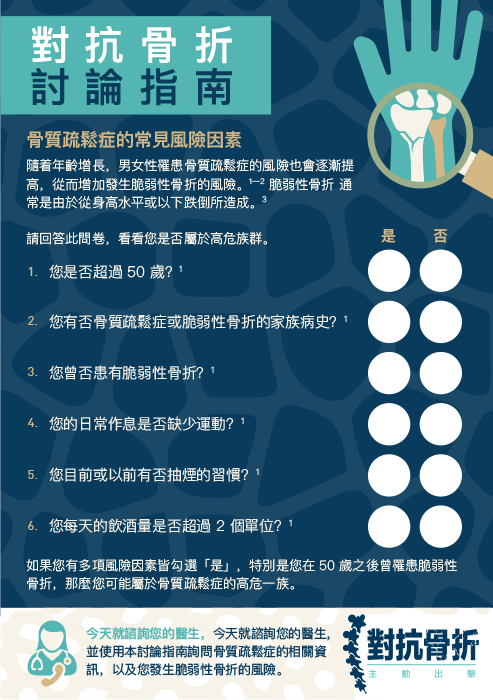 對抗骨折
討論指南
骨質疏鬆症的常見風險因素
隨着年齡增長，男女性罹患骨質疏鬆症的風險也會逐漸提
高，從而增加發生脆弱性骨折的風險。1–2 脆弱性骨折 通
常是由於從身高水平或以下跌倒所造成。3
請回答此問卷，看看您是否屬於高危族群。
是 否
1. 您是否超過 50 歲? 1
2. 您有否骨質疏鬆症或脆弱性骨折的家族病史? 1
3. 您曾否患有脆弱性骨折? 1
4. 您的日常作息是否缺少運動? 1
5. 您目前或以前有否抽煙的習慣? 1
6. 您每天的飲酒量是否超過 2 個單位? 1
如果您有多項風險因素皆勾選「是」，特別是您在 50 歲之後曾罹患脆弱性
骨折，那麼您可能屬於骨質疏鬆症的高危一族。
今天就諮詢您的醫生，今天就諮詢您的醫生，
並使用本討論指南詢問骨質疏鬆症的相關資
訊，以及您發生脆弱性骨折的風險。
對抗骨折
主動出擊